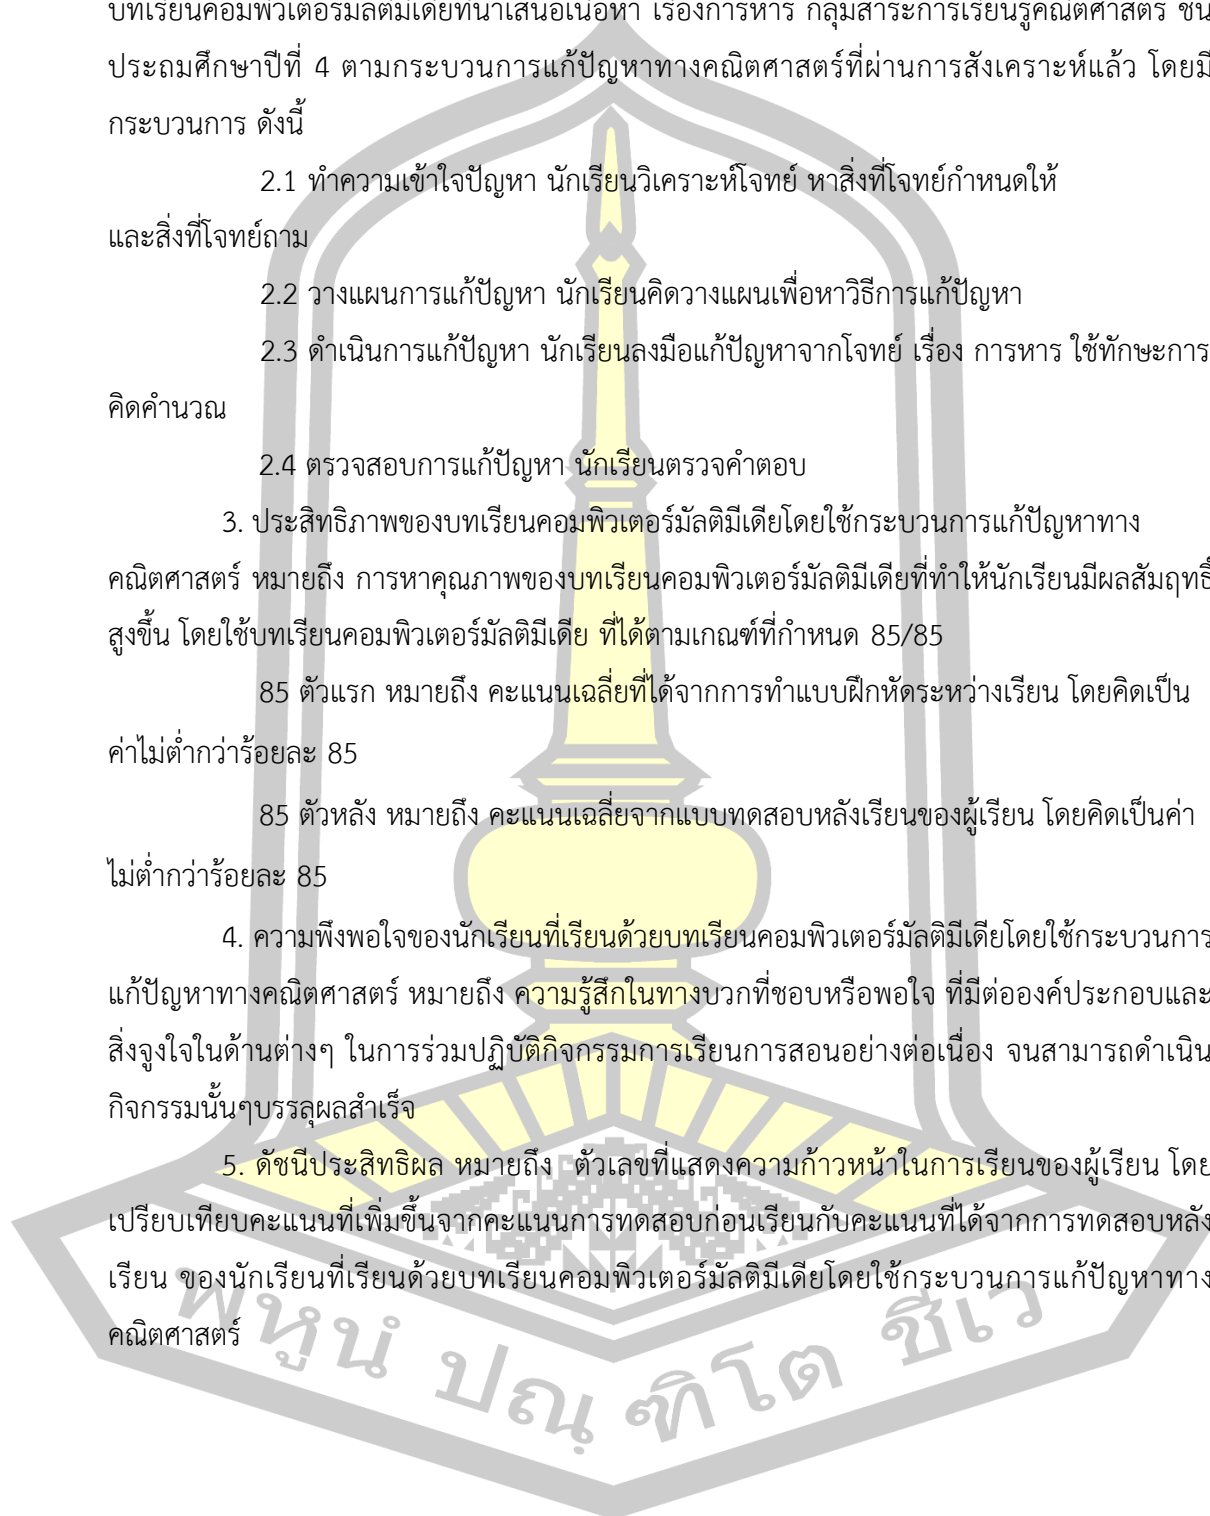 บทเรียนคอมพิวเตอร์มัลติมีเดียที่นำเสนอเนื้อหา เรื่องการหาร กลุ่มสาระการเรียนรู้คณิตศาสตร์ ชั้น
ประถมศึกษาปีที่ 4 ตามกระบวนการแก้ปัญหาทางคณิตศาสตร์ที่ผ่านการสังเคราะห์แล้ว โดยมี
กระบวนการ ดังนี้
2.1 ทำความเข้าใจปัญหา นักเรียนวิเคราะห์โจทย์ หาสิ่งที่โจทย์กำหนดให้
และสิ่งที่โจทย์ถาม
2.2 วางแผนการแก้ปัญหา นักเรียนคิดวางแผนเพื่อหาวิธีการแก้ปัญหา
2.3 ดำเนินการแก้ปัญหา นักเรียนลงมือแก้ปัญหาจากโจทย์ เรื่อง การหาร ใช้ทักษะการ
คิดคำนวณ
2.4 ตรวจสอบการแก้ปัญหา นักเรียนตรวจคำตอบ
3. ประสิทธิภาพของบทเรียนคอมพิวเตอร์มัลติมีเดียโดยใช้กระบวนการแก้ปัญหาทาง
คณิตศาสตร์ หมายถึง การหาคุณภาพของบทเรียนคอมพิวเตอร์มัลติมีเดียที่ทำให้นักเรียนมีผลสัมฤทธิ์
สูงขึ้น โดยใช้บทเรียนคอมพิวเตอร์มัลติมีเดีย ที่ได้ตามเกณฑ์ที่กำหนด 85/85
85 ตัวแรก หมายถึง คะแนนเฉลี่ยที่ได้จากการทำแบบฝึกหัดระหว่างเรียน โดยคิดเป็น
ค่าไม่ต่ำกว่าร้อยละ 85
85 ตัวหลัง หมายถึง คะแนนเฉลี่ยจากแบบทดสอบหลังเรียนของผู้เรียน โดยคิดเป็นค่า
ไม่ต่ำกว่าร้อยละ 85
4. ความพึงพอใจของนักเรียนที่เรียนด้วยบทเรียนคอมพิวเตอร์มัลติมีเดียโดยใช้กระบวนการ
แก้ปัญหาทางคณิตศาสตร์ หมายถึง ความรู้สึกในทางบวกที่ชอบหรือพอใจ ที่มีต่อองค์ประกอบและ
สิ่งจูงใจในด้านต่างๆ ในการร่วมปฏิบัติกิจกรรมการเรียนการสอนอย่างต่อเนื่อง จนสามารถดำเนิน
กิจกรรมนั้นๆบรรลุผลสำเร็จ
5. ดัชนีประสิทธิผล หมายถึง ตัวเลขที่แสดงความก้าวหน้าในการเรียนของผู้เรียน โดย
เปรียบเทียบคะแนนที่เพิ่มขึ้นจากคะแนนการทดสอบก่อนเรียนกับคะแนนที่ได้จากการทดสอบหลัง
เรียน ของนักเรียนที่เรียนด้วยบทเรียนคอมพิวเตอร์มัลติมีเดียโดยใช้กระบวนการแก้ปัญหาทาง
คณิตศาสตร์
พหูนํ ปณฺฑิโต ชีเว